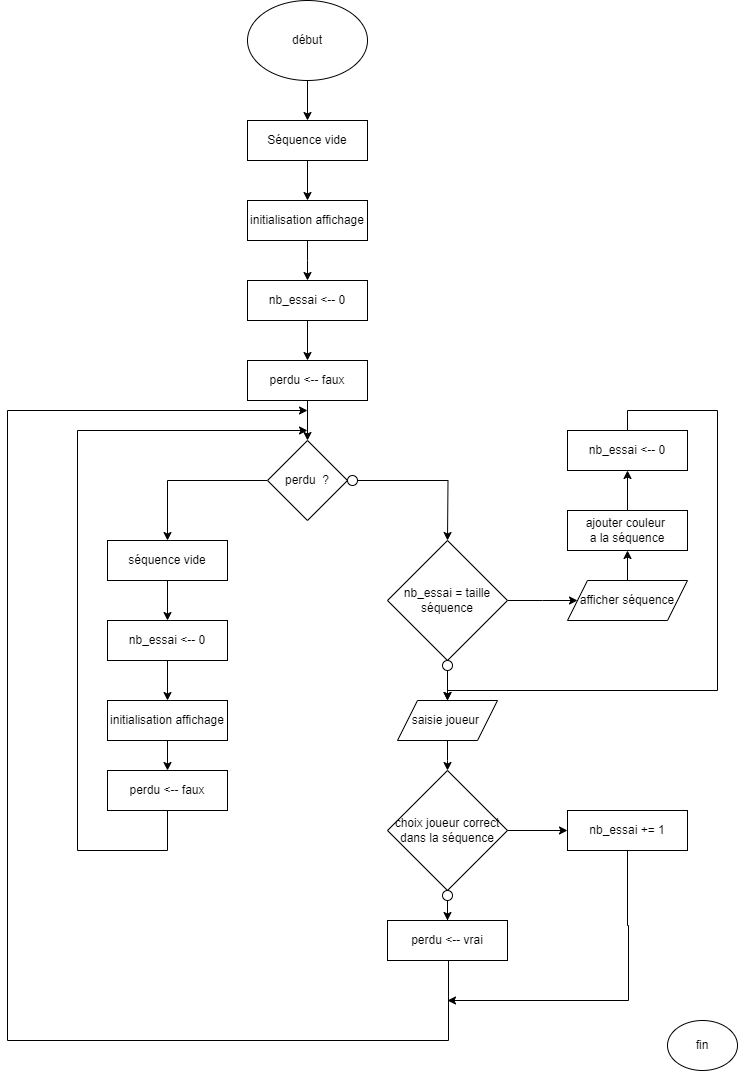 début
Séquence vide
initialisation affichage
nb_essai <-- 0
perdu <-- faux
perdu ?
séquence vide
nb_essai <-- 0
initialisation affichage
perdu <-- faux
nb_essai = taille
séquence
afficher séquence
ajouter couleur
a la séquence
nb_essai <-- 0
saisie joueur
choix joueur correct
dans la séquence
nb_essai += 1
perdu <-- vrai
fin